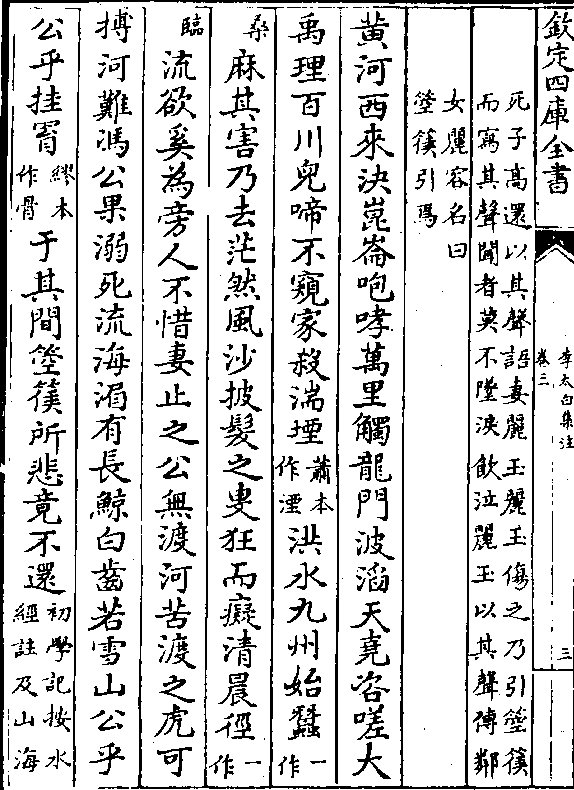 欽定四庫全書
李太白集注
卷三
三
死子高還以其聲語妻麗玉麗玉傷之乃引箜篌
而寫其聲聞者莫不墮淚飲泣麗玉以其聲傳鄰
女麗容名曰
箜篌引焉
黄河西來決崑崙咆哮萬里觸龍門波滔天堯咨嗟大
禹理百川兒啼不窺家殺湍堙蕭本作湮洪水九州始蠶一作
桑麻其害乃去茫然風沙披髮之叟狂而癡清晨徑一作
臨流欲奚為旁人不惜妻止之公無渡河苦渡之虎可
搏河難馮公果溺死流海湄有長鯨白齒若雪山公乎
公乎挂罥繆本作骨于其間箜篌所悲竟不還初學記按水經註及山海